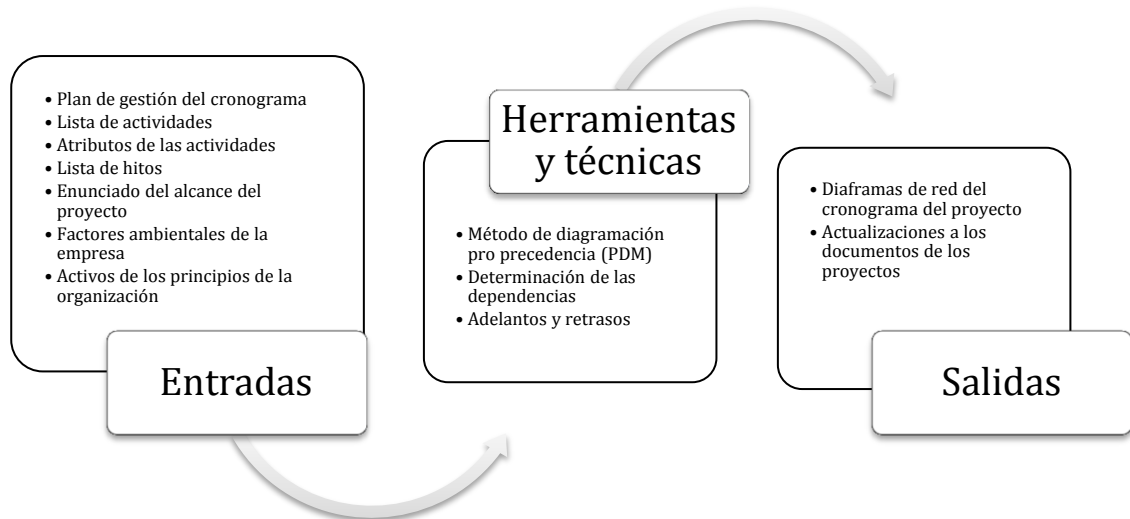 • Plan de gestión del cronograma
• Lista de actividades
• Atributos de las actividades
• Lista de hitos
• Enunciado del alcance del
proyecto
• Factores ambientales de la
empresa
• Activos de los principios de la
organización
Entradas
Herramientas
y técnicas
• Método de diagramación
pro precedencia (PDM)
• Determinación de las
dependencias
• Adelantos y retrasos
• Diaframas de red del
cronograma del proyecto
• Actualizaciones a los
documentos de los
proyectos
Salidas